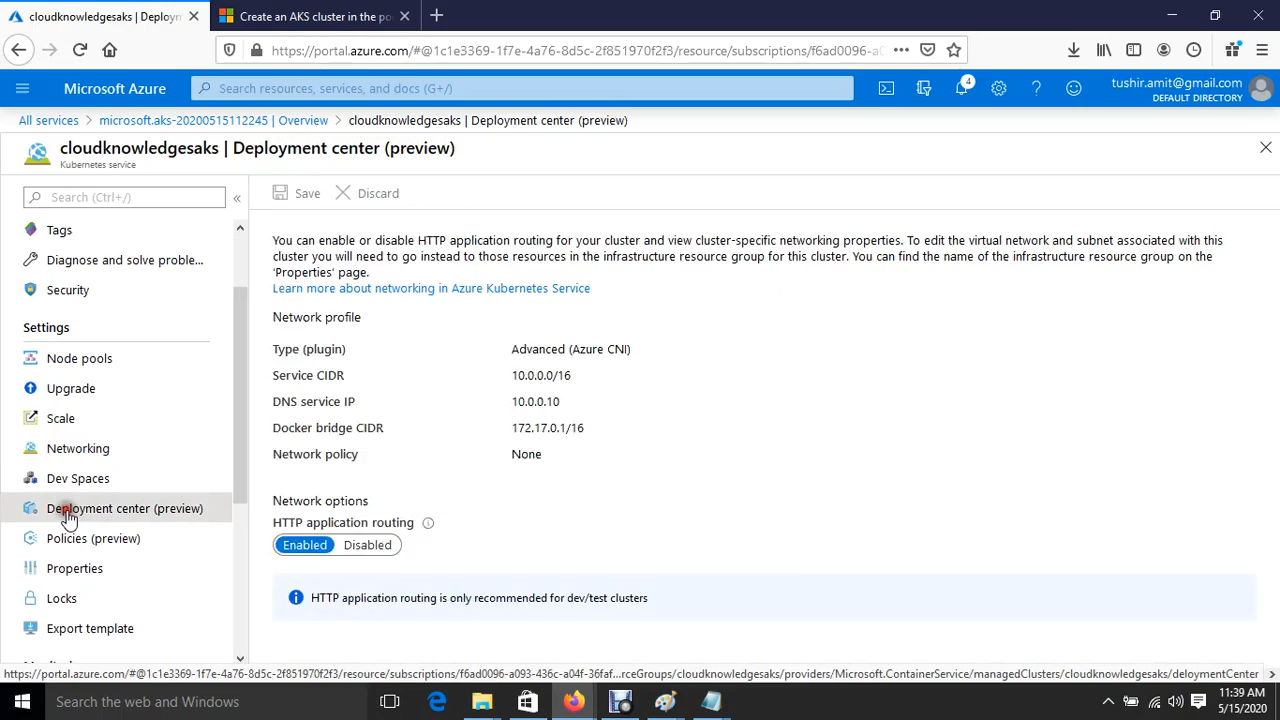 cloudknowledgesaks | Deploym
Create an AKS cluster in the po
https://portal.azure.com/#@1c1e3369-1f7e-4a76-8d5c-2f851970f2f3/resource/subscriptions/f6ad0096-a0
Microsoft Azure
Search resources, services, and docs (G+/)
4
tushir.amit@gmail.com
DEFAULT DIRECTORY
All services
microsoft.aks-20200515112245 | Overview
cloudknowledgesaks | Deployment center (preview)
cloudknowledgesaks | Deployment center (preview)
Kubernetes service
Search (Ctrl+/)
«
Save
Discard
Tags
Diagnose and solve proble...
Security
Settings
Node pools
Upgrade
Scale
Networking
Dev Spaces
Deployment center (preview)
Policies (preview)
Properties
Locks
Export template
You can enable or disable HTTP application routing for your cluster and view cluster-specific networking properties. To edit the virtual network and subnet associated with this
cluster you will need to go instead to those resources in the infrastructure resource group for this cluster. You can find the name of the infrastructure resource group on the
'Properties' page.
Learn more about networking in Azure Kubernetes Service
Network profile
Type (plugin) Advanced (Azure CNI)
Service CIDR 10.0.0.0/16
DNS service IP 10.0.0.10
Docker bridge CIDR 172.17.0.1/16
Network policy None
Network options
HTTP application routing
Enabled Disabled
HTTP application routing is only recommended for dev/test clusters
https://portal.azure.com/#@1c1e3369-1f7e-4a76-8d5c-2f851970f2f3/resource/subscriptions/f6ad0096-a093-436c-a04f-36faf...rceGroups/cloudknowledgesaks/providers/Microsoft.ContainerService/managedClusters/cloudknowledgesaks/deloymentCenter
Search the web and Windows
11:39 AM
5/15/2020